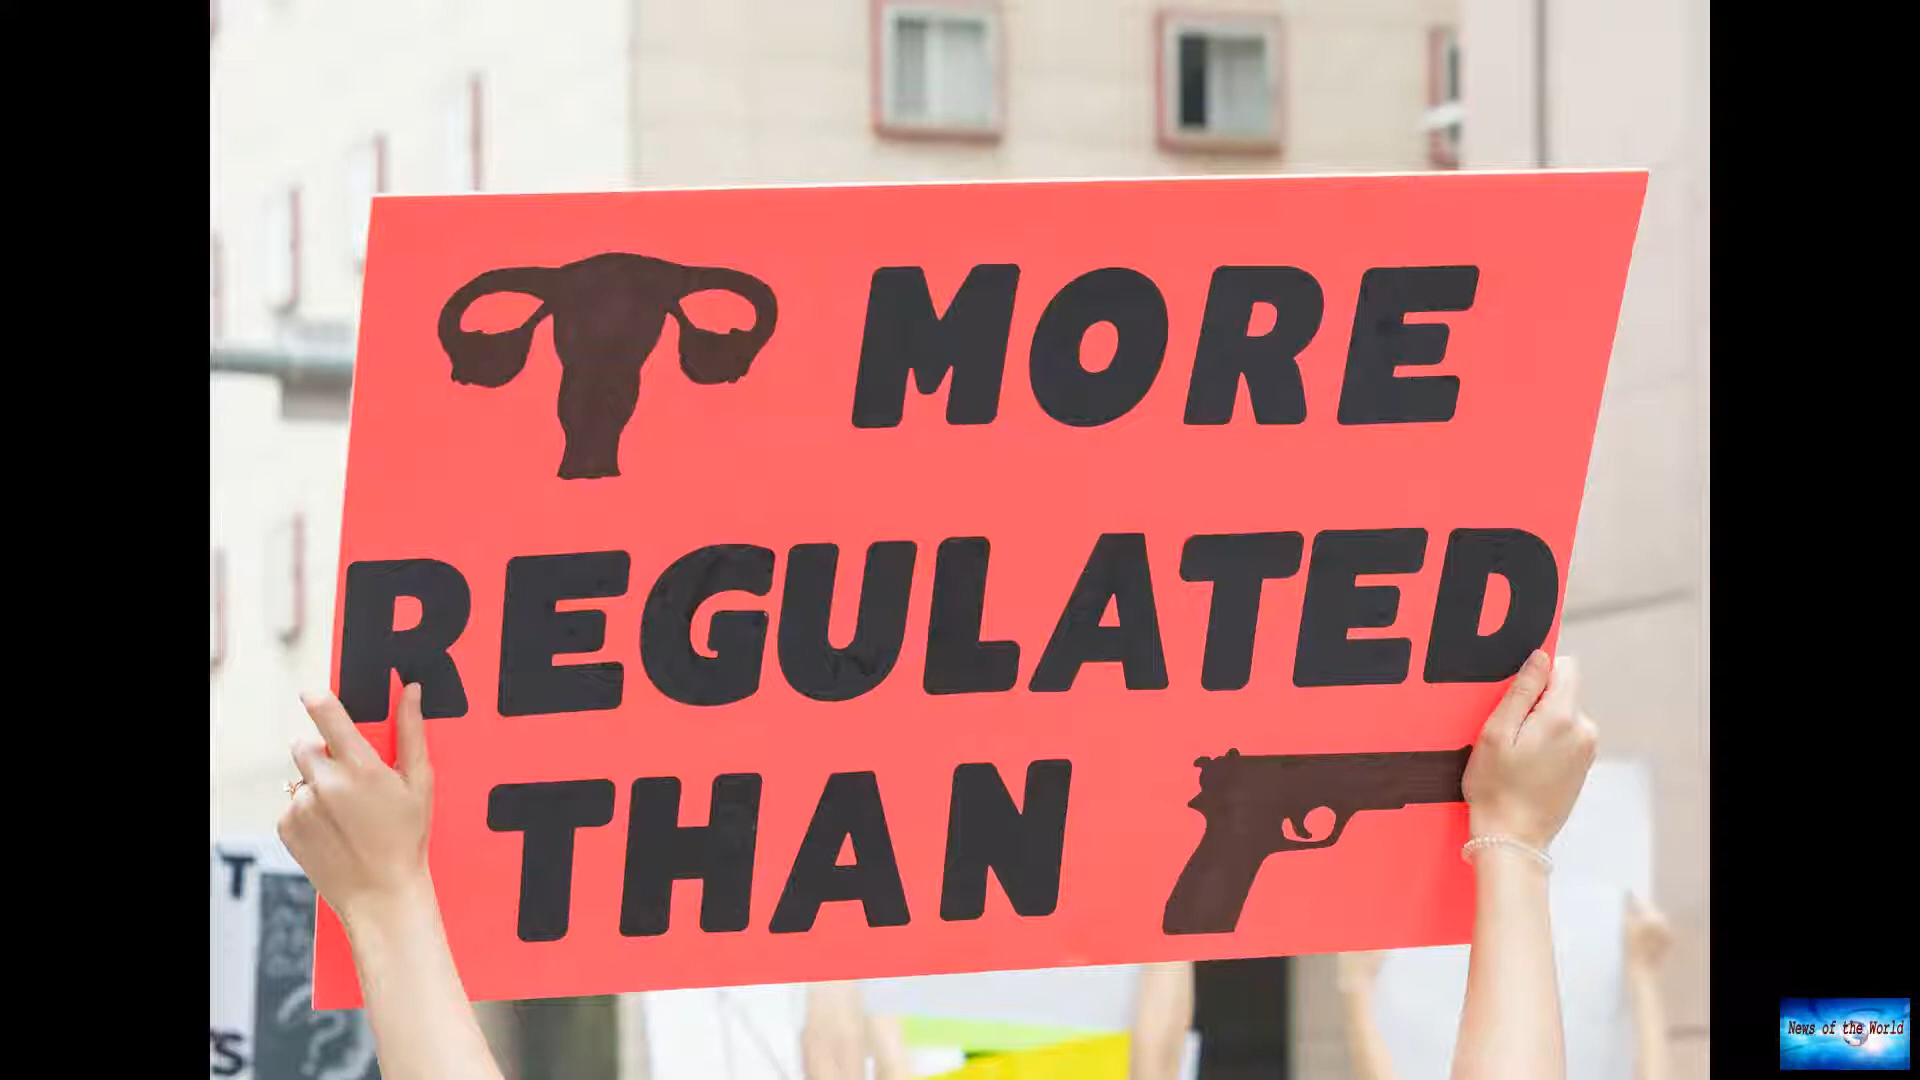 MORE
REGULATED
THAN
T
S
News of the World